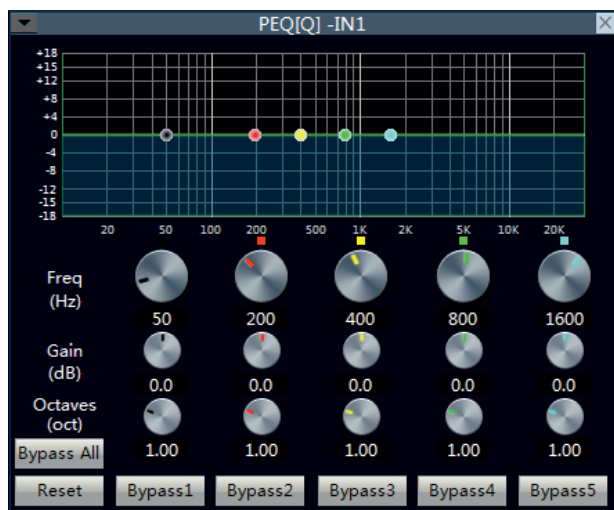 PEQ[Q] -IN1
+18
+15
+12
+8
+4
0
-4
-8
-12
-15
-18
20 50 100 200 500 1K 2K 5K 10K 20K
Freq
(Hz)
50 200 400 800 1600
Gain
(dB)
0.0 0.0 0.0 0.0 0.0
Octaves
(oct)
1.00 1.00 1.00 1.00 1.00
Bypass All
Reset Bypass1 Bypass2 Bypass3 Bypass4 Bypass5